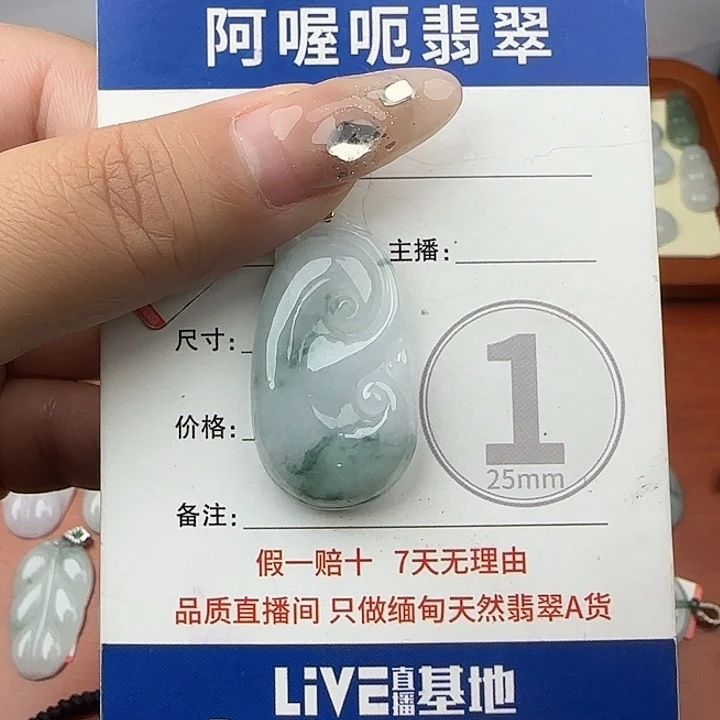 阿喔呃翡翠
主播:
尺寸:
价格:
1
25mm
备注:
假一赔十 7天无理由
品质直播间 只做缅甸天然翡翠A货
LiVE直播基地